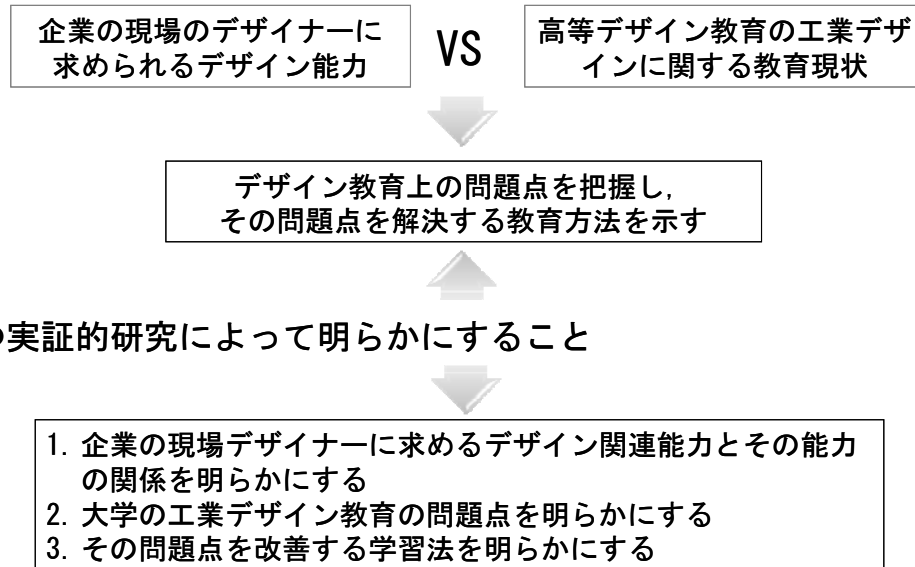 企業の現場のデザイナーに
求められるデザイン能力
VS
高等デザイン教育の工業デザ
インに関する教育現状
デザイン教育上の問題点を把握し,
その問題点を解決する教育方法を示す
実証的研究によって明らかにすること
1. 企業の現場デザイナーに求めるデザイン関連能力とその能力
の関係を明らかにする
2. 大学の工業デザイン教育の問題点を明らかにする
3. その問題点を改善する学習法を明らかにする